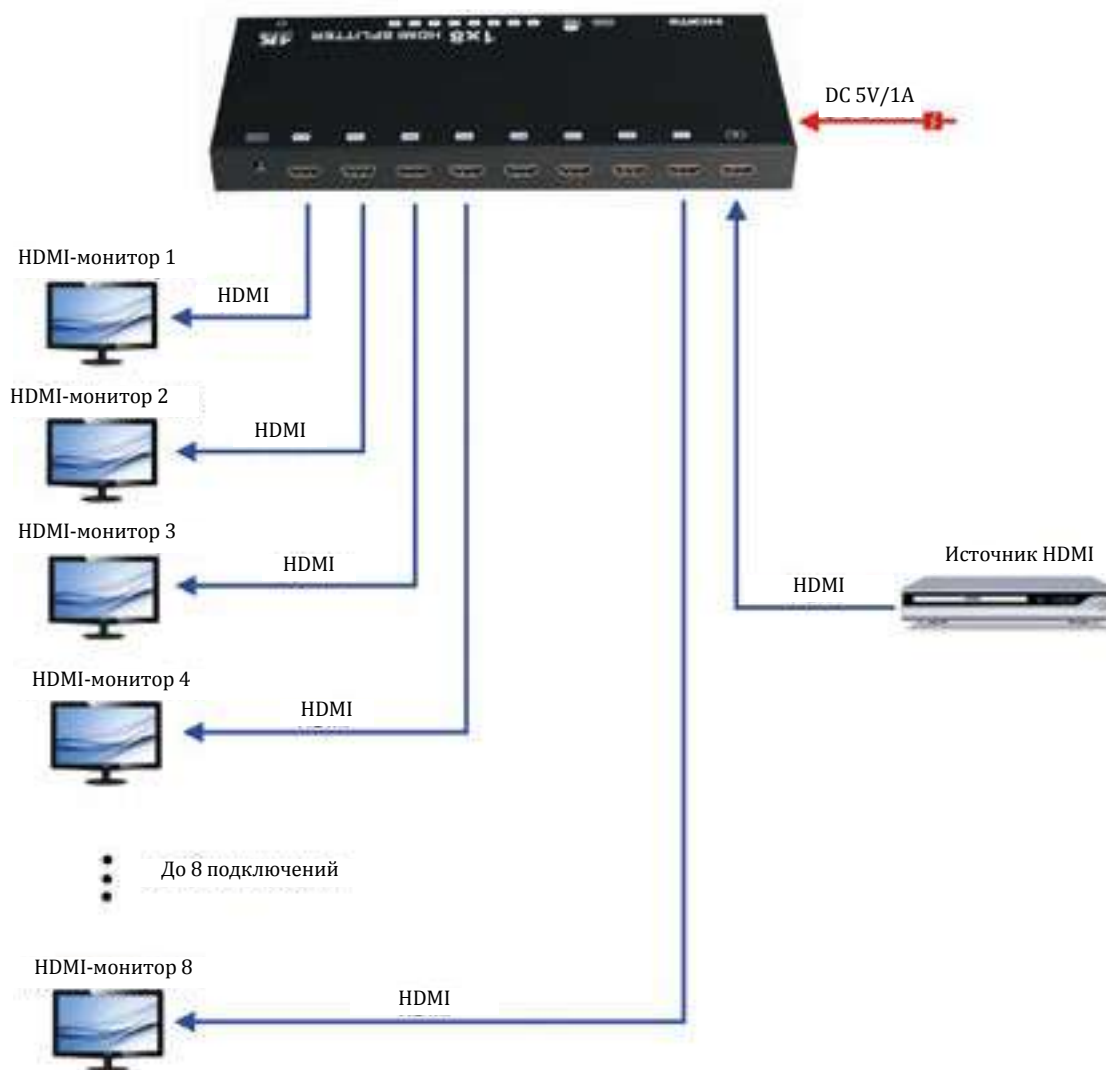 4K
1x8 HDMI SPLITTER
DC 5V/1A
HDMI-монитор 1
HDMI
HDMI-монитор 2
HDMI
HDMI-монитор 3
HDMI
Источник HDMI
HDMI
HDMI-монитор 4
HDMI
До 8 подключений
HDMI-монитор 8
HDMI